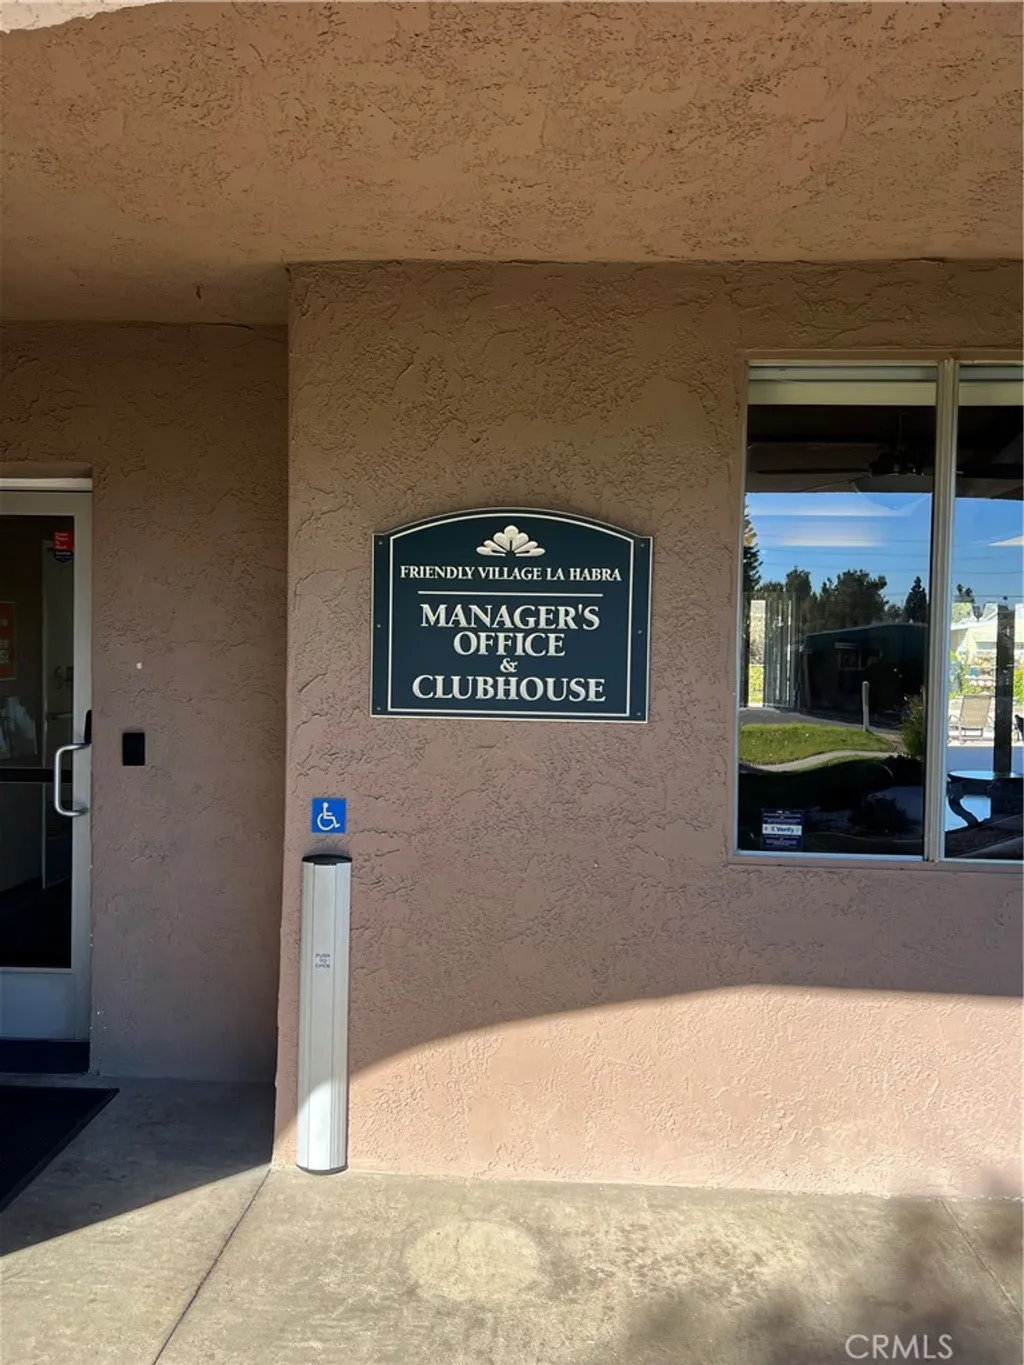 FRIENDLY VILLAGE LA HABRA
MANAGER'S
OFFICE
&
CLUBHOUSE
PUSH
TO
OPEN
E Verify
CRMLS